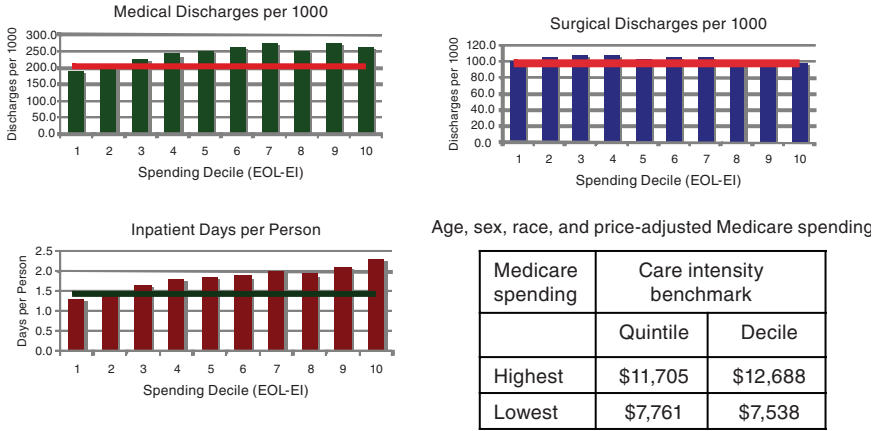 Medical Discharges per 1000
Discharges per 1000
300.0
250.0
200.0
150.0
100.0
50.0
0.0
1 2 3 4 5 6 7 8 9 10
Spending Decile (EOL-EI)
Surgical Discharges per 1000
Discharges per 1000
120.0
100.0
80.0
60.0
40.0
20.0
0.0
1 2 3 4 5 6 7 8 9 10
Spending Decile (EOL-EI)
Inpatient Days per Person
Days per Person
2.5
2.0
1.5
1.0
0.5
0.0
1 2 3 4 5 6 7 8 9 10
Spending Decile (EOL-EI)
Age, sex, race, and price-adjusted Medicare spending
Medicare spending
Care intensity benchmark
Quintile Decile
Highest $11,705 $12,688
Lowest $7,761 $7,538